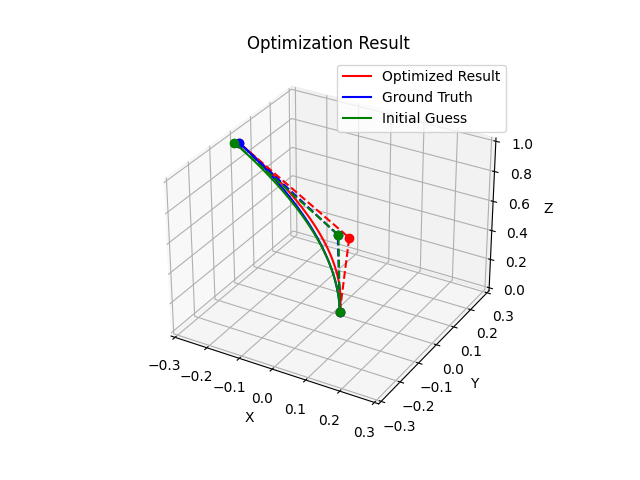 Optimization Result
Optimized Result
Ground Truth
Initial Guess
1.0
0.8
Z
0.6
0.4
0.2
0.0
0.3
0.2
0.1
0.0
Y
−0.1
−0.2
−0.3
−0.3
−0.2
−0.1
0.0
0.1
0.2
0.3
X